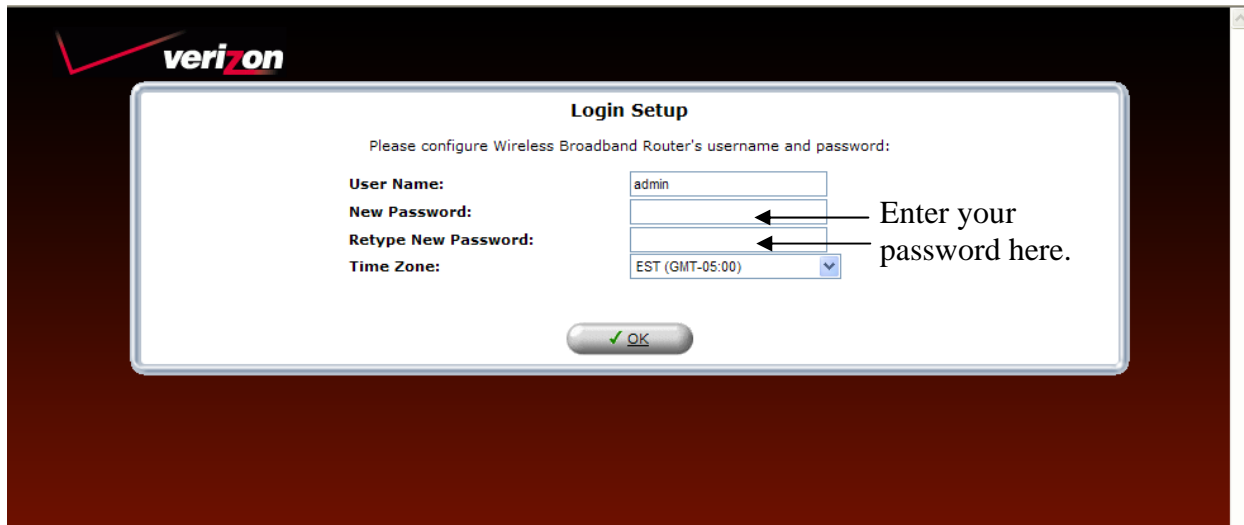 verizon
Login Setup
Please configure Wireless Broadband Router's username and password:
User Name: admin
New Password:
Retype New Password:
Enter your
password here.
Time Zone: EST (GMT-05:00)
✓ OK